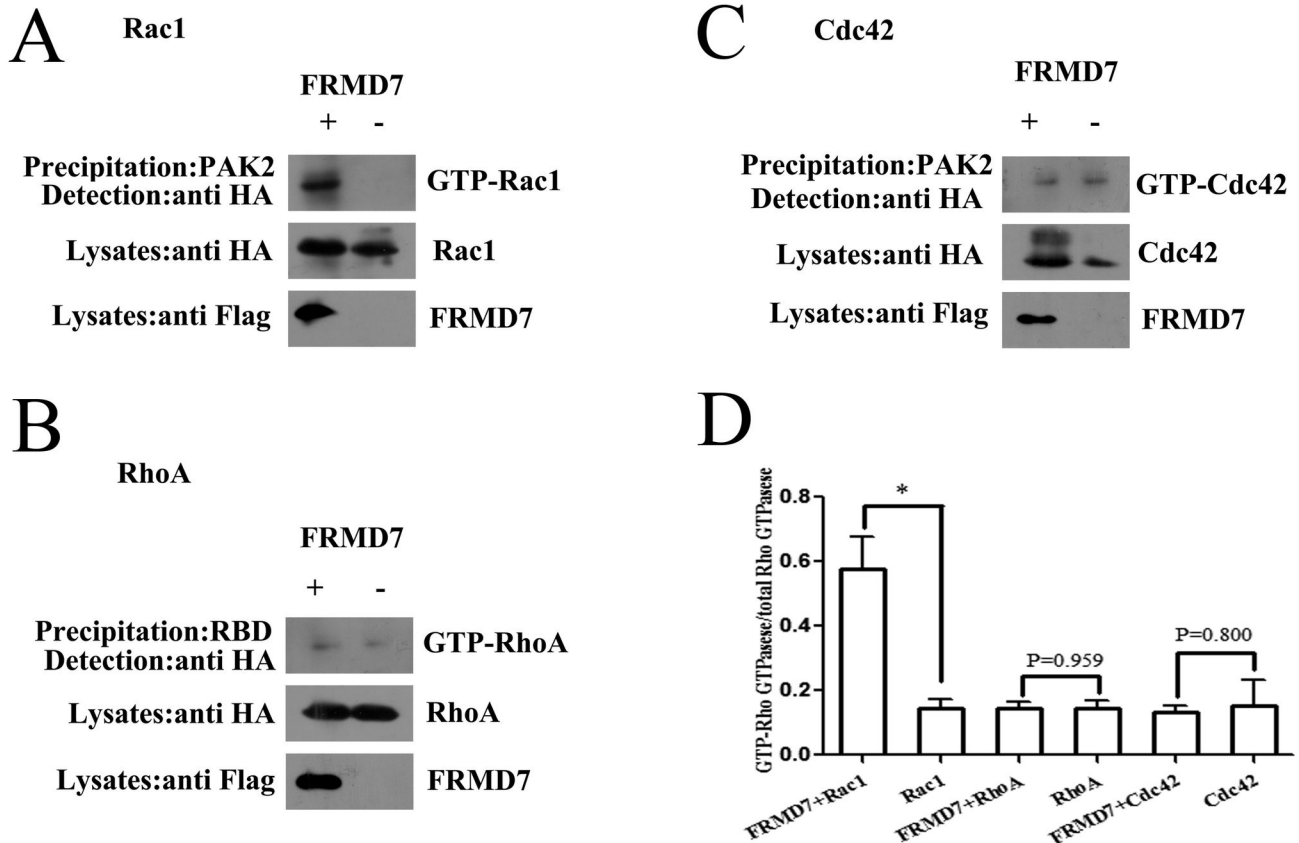 A
Rac1
FRMD7
+ -
Precipitation:PAK2
Detection:anti HA
GTP-Rac1
Lysates:anti HA
Rac1
Lysates:anti Flag
FRMD7
B
RhoA
FRMD7
+ -
Precipitation:RBD
Detection:anti HA
GTP-RhoA
Lysates:anti HA
RhoA
Lysates:anti Flag
FRMD7
C
Cdc42
FRMD7
+ -
Precipitation:PAK2
Detection:anti HA
GTP-Cdc42
Lysates:anti HA
Cdc42
Lysates:anti Flag
FRMD7
D
GTP-Rho GTPasese/total Rho GTPasese
0.8
0.6
0.4
0.2
0.0
*
P=0.959
P=0.800
FRMD7+Rac1
Rac1
FRMD7+RhoA
RhoA
FRMD7+Cdc42
Cdc42